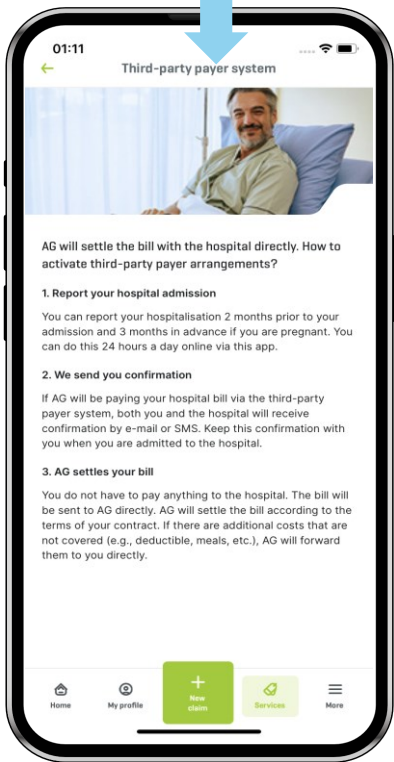 01:11
Third-party payer system
AG will settle the bill with the hospital directly. How to
activate third-party payer arrangements?
1. Report your hospital admission
You can report your hospitalisation 2 months prior to your
admission and 3 months in advance if you are pregnant. You
can do this 24 hours a day online via this app.
2. We send you confirmation
If AG will be paying your hospital bill via the third-party
payer system, both you and the hospital will receive
confirmation by e-mail or SMS. Keep this confirmation with
you when you are admitted to the hospital.
3. AG settles your bill
You do not have to pay anything to the hospital. The bill will
be sent to AG directly. AG will settle the bill according to the
terms of your contract. If there are additional costs that are
not covered (e.g., deductible, meals, etc.), AG will forward
them to you directly.
Home
My profile
New
claim
Services
More